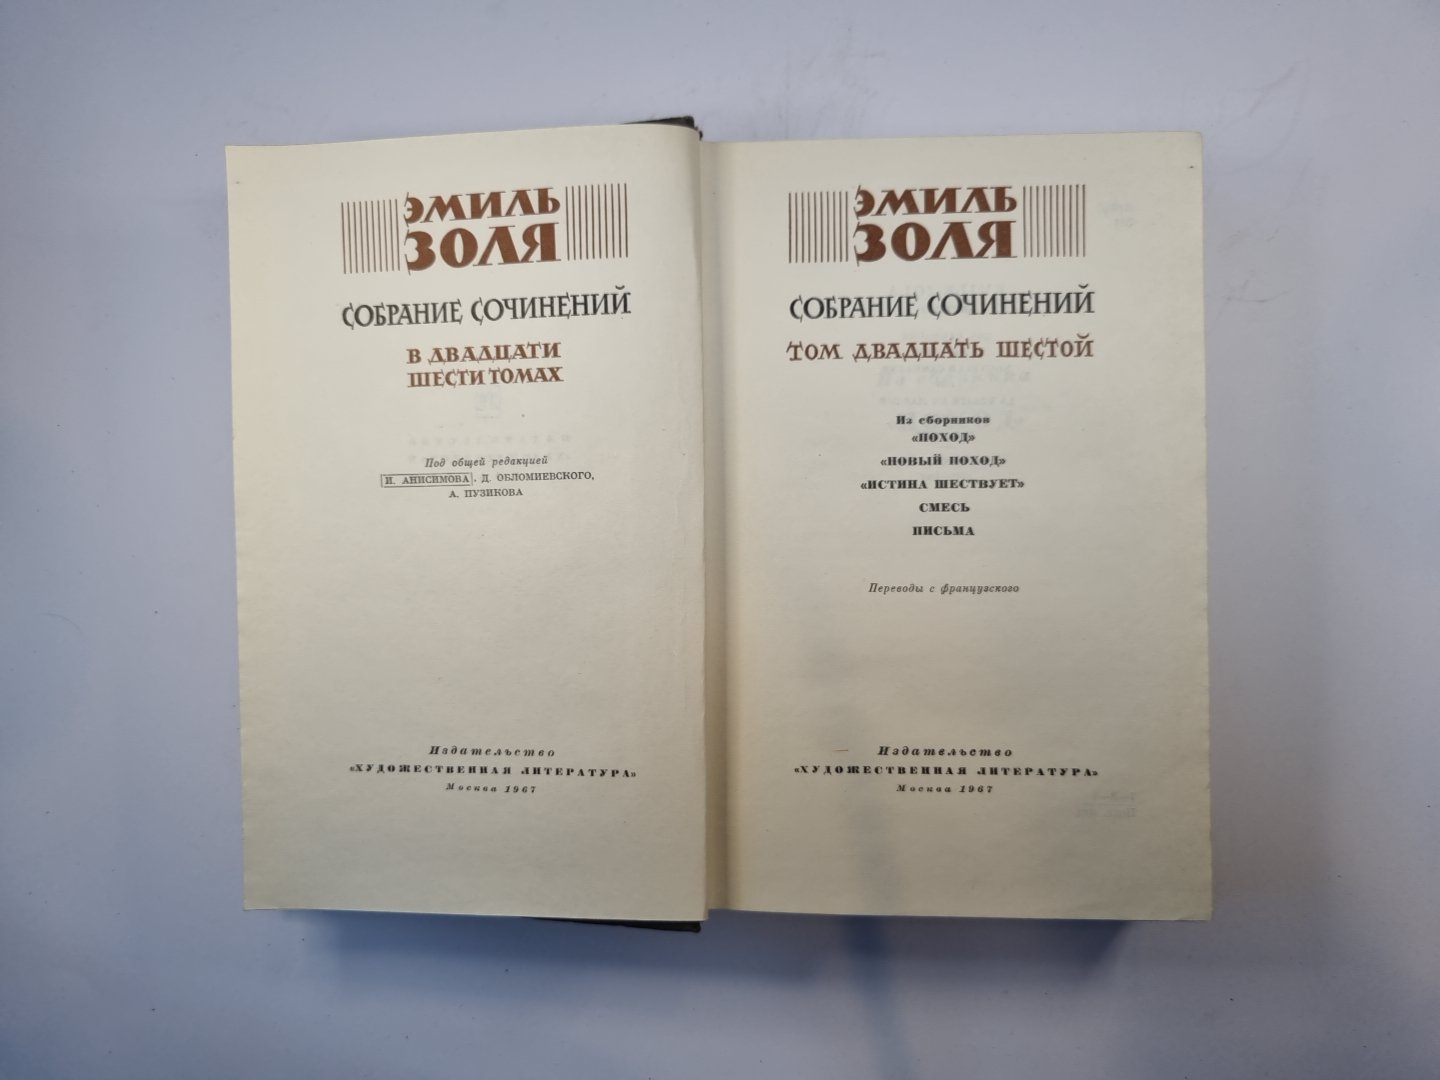 ЭМИЛЬ
ЗОЛЯ
СОБРАНИЕ СОЧИНЕНИЙ
В ДВАДЦАТИ
ШЕСТИ ТОМАХ
Под общей редакцией
И. АНИСИМОВА, Д. ОБЛОМИЕВСКОГО,
А. ПУЗИКОВА
Издательство
«ХУДОЖЕСТВЕННАЯ ЛИТЕРАТУРА»
Москва 1967
ЭМИЛЬ
ЗОЛЯ
СОБРАНИЕ СОЧИНЕНИЙ
ТОМ ДВАДЦАТЬ ШЕСТОЙ
Из сборников
«ПОХОД»
«НОВЫЙ ПОХОД»
«ИСТИНА ШЕСТВУЕТ»
СМЕСЬ
ПИСЬМА
Переводы с французского
Издательство
«ХУДОЖЕСТВЕННАЯ ЛИТЕРАТУРА»
Москва 1967